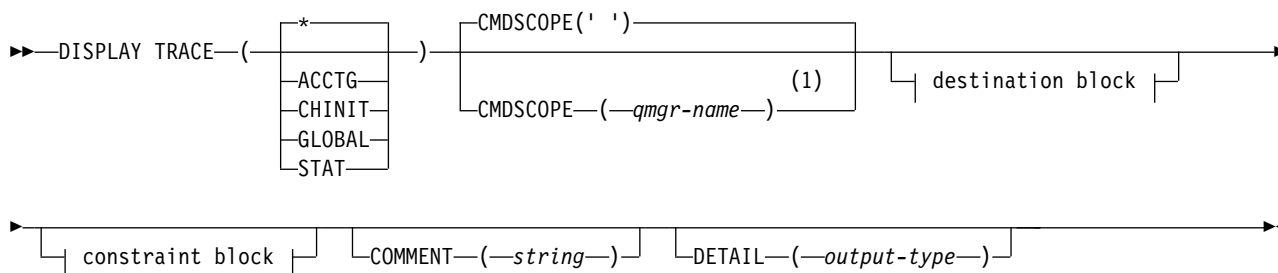 * CMDSCOPE(' ')
DISPLAY TRACE ( )
ACCTG (1) destination block
CHINIT CMDSCOPE ( qmgr-name )
GLOBAL
STAT
constraint block COMMENT ( string ) DETAIL ( output-type )